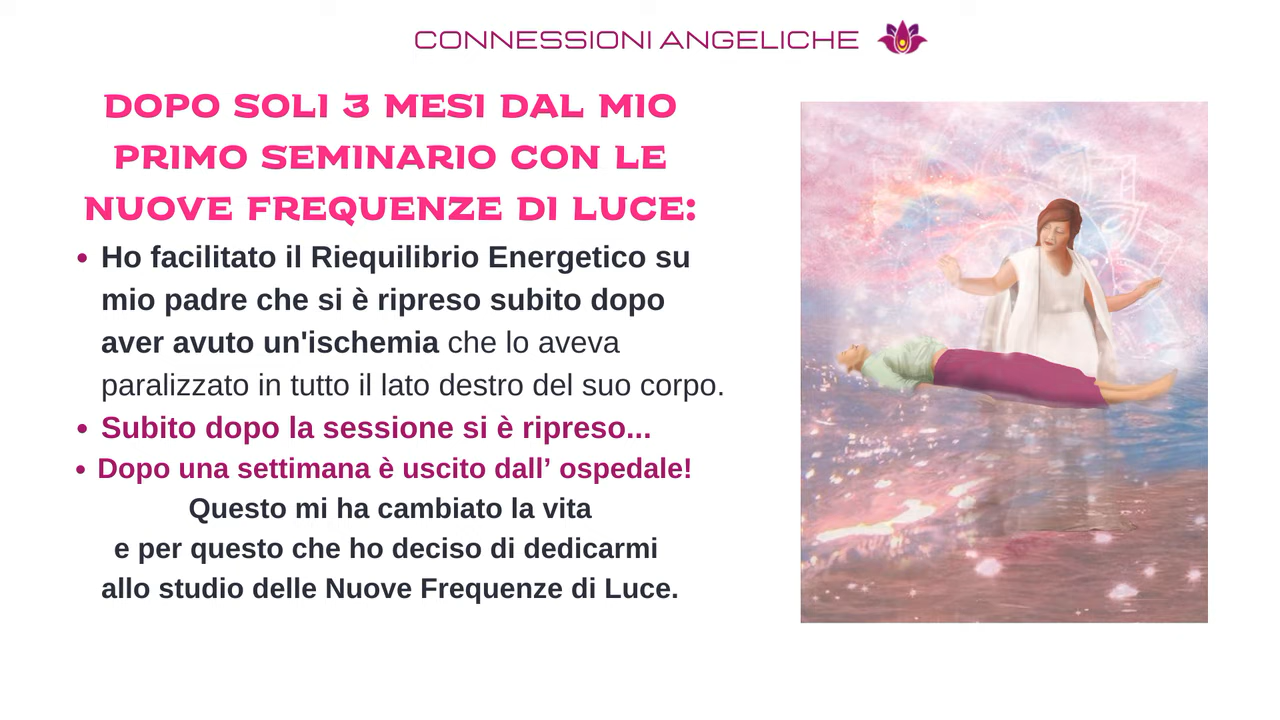 CONNESSIONI ANGELICHE
DOPO SOLI 3 MESI DAL MIO
PRIMO SEMINARIO CON LE
NUOVE FREQUENZE DI LUCE:
• Ho facilitato il Riequilibrio Energetico su
mio padre che si è ripreso subito dopo
aver avuto un'ischemia che lo aveva
paralizzato in tutto il lato destro del suo corpo.
• Subito dopo la sessione si è ripreso...
• Dopo una settimana è uscito dall’ ospedale!
Questo mi ha cambiato la vita
e per questo che ho deciso di dedicarmi
allo studio delle Nuove Frequenze di Luce.